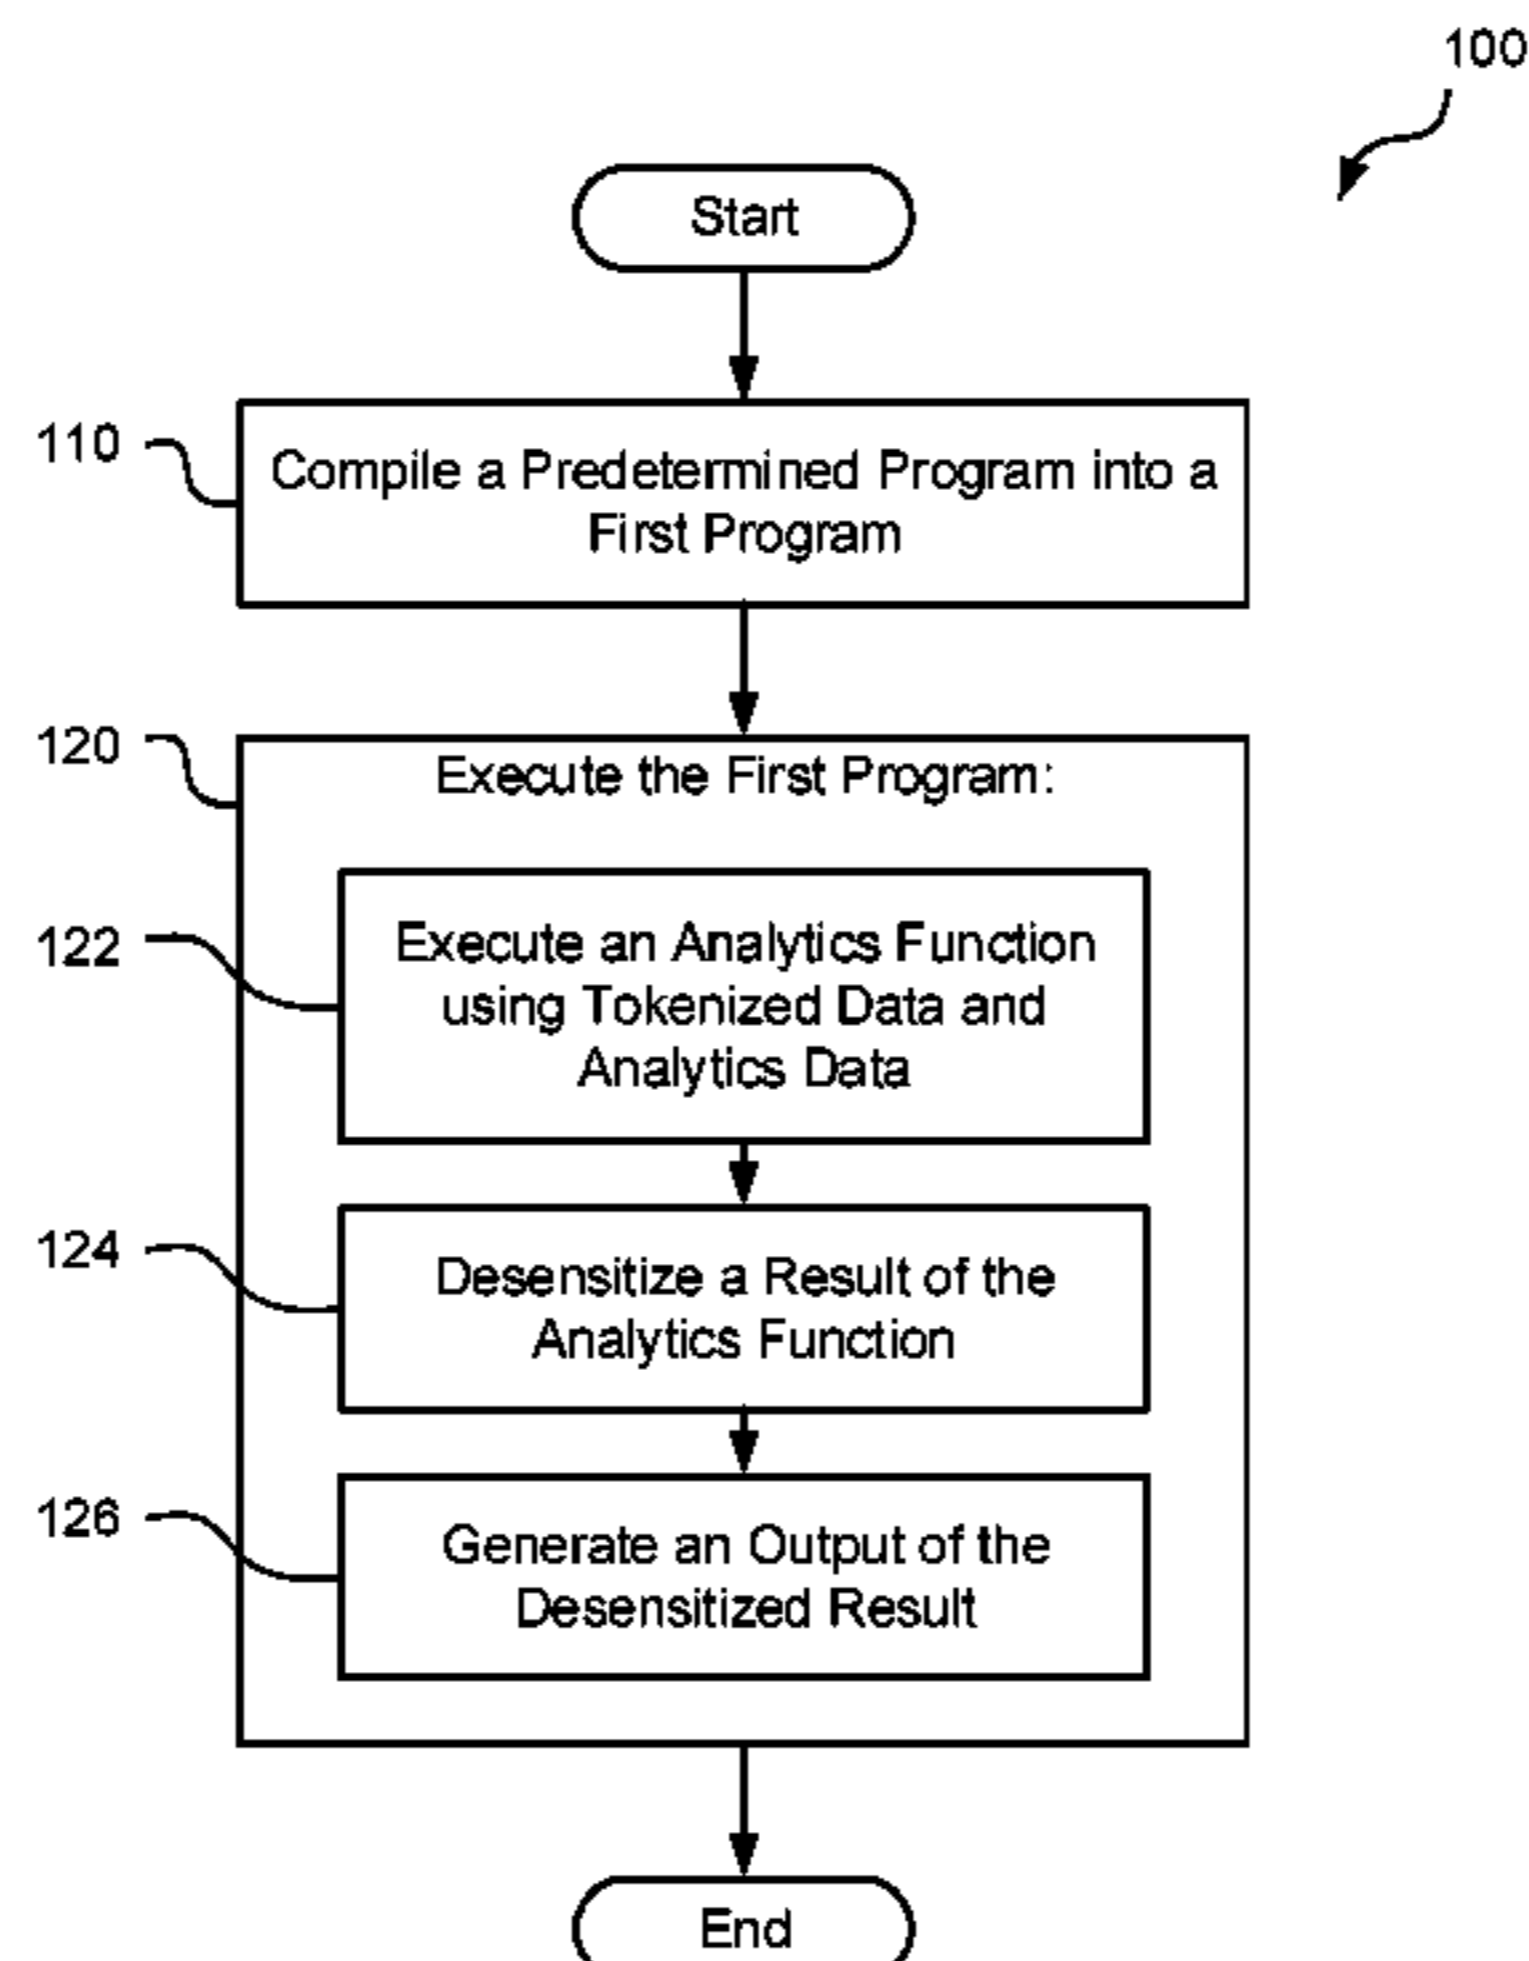 100
Start
110
Compile a Predetermined Program into a
First Program
120
Execute the First Program:
122
Execute an Analytics Function
using Tokenized Data and
Analytics Data
124
Desensitize a Result of the
Analytics Function
126
Generate an Output of the
Desensitized Result
End